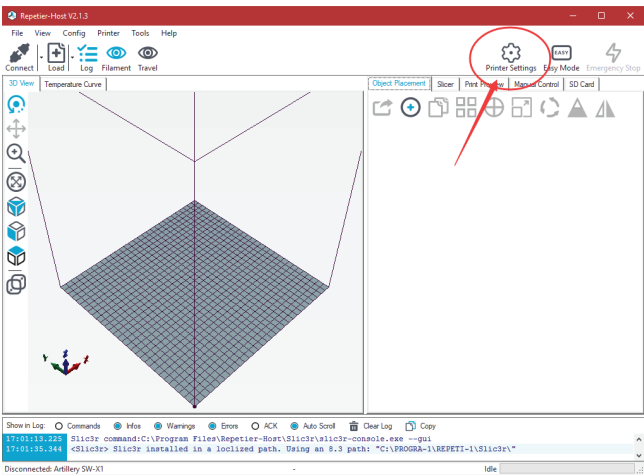 Repetier-Host V2.1.3
File View Config Printer Tools Help
Connect Load Log Filament Travel Printer Settings EASY Easy Mode Emergency Stop
3D View Temperature Curve Object Placement Slicer Print Preview Manual Control SD Card
Show in Log: Commands Infos Warnings Errors ACK Auto Scroll Clear Log Copy
17:01:13.225 Slic3r command:C:\Program Files\Repetier-Host\Slic3r\slic3r-console.exe --gui
17:01:35.344 <Slic3r> Slic3r installed in a loclized path. Using an 8.3 path: "C:\PROGRA~1\REPETI~1\Slic3r\"
Disconnected: Artillery SW-X1 - Idle